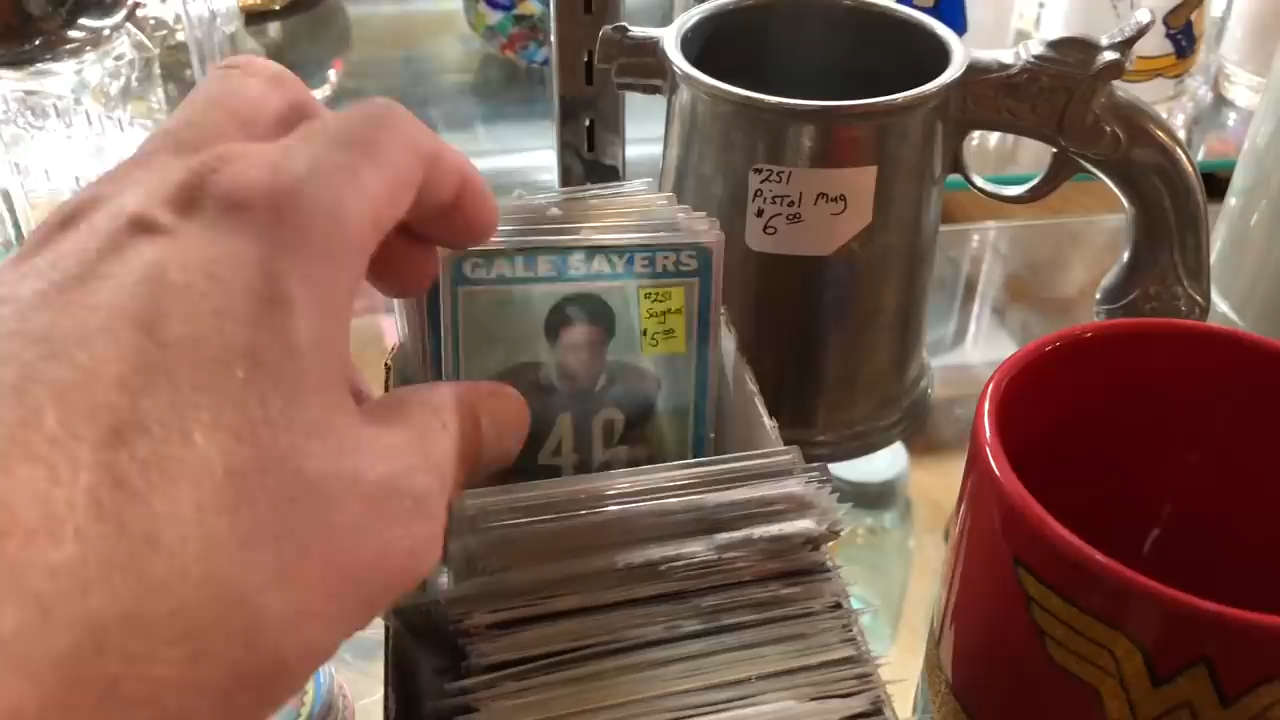 #251
Pistol Mug
$6.00
GALE SAYERS
#251
Sayers
$5.00
46